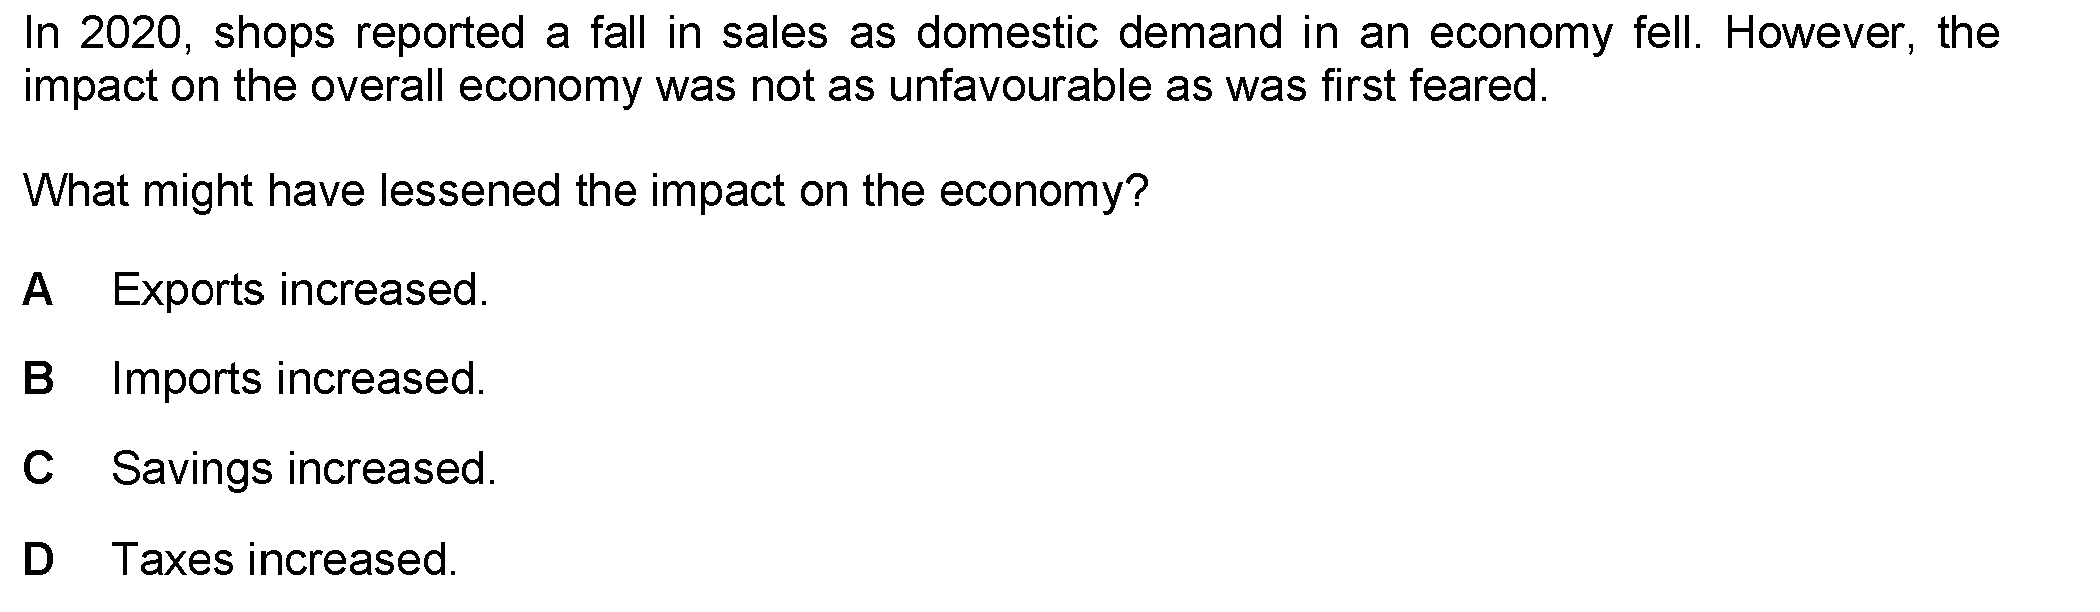 In 2020, shops reported a fall in sales as domestic demand in an economy fell. However, the
impact on the overall economy was not as unfavourable as was first feared.
What might have lessened the impact on the economy?
A Exports increased.
B Imports increased.
C Savings increased.
D Taxes increased.